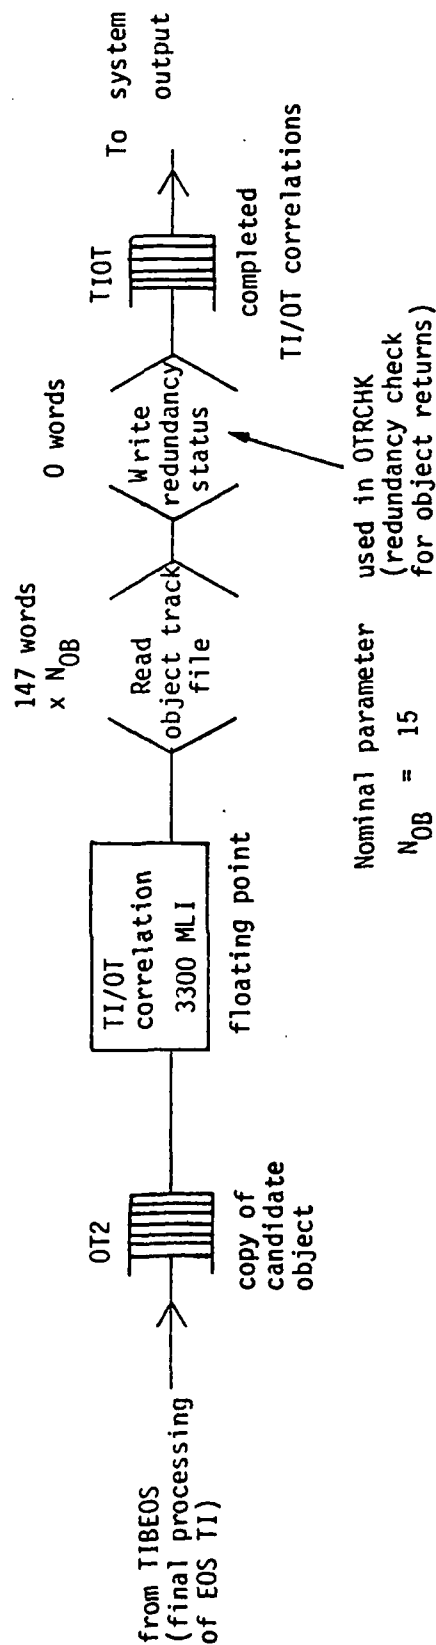 from TIBEOS
(final processing
of EOS TI)
OT2
copy of
candidate
object
TI/OT
correlation
3300 MLI
floating point
147 words
x NOB
Read
object track
file
0 words
Write
redundancy
status
TIOT
completed
TI/OT correlations
To system
output
used in OTRCHK
(redundancy check
for object returns)
Nominal parameter
NOB = 15